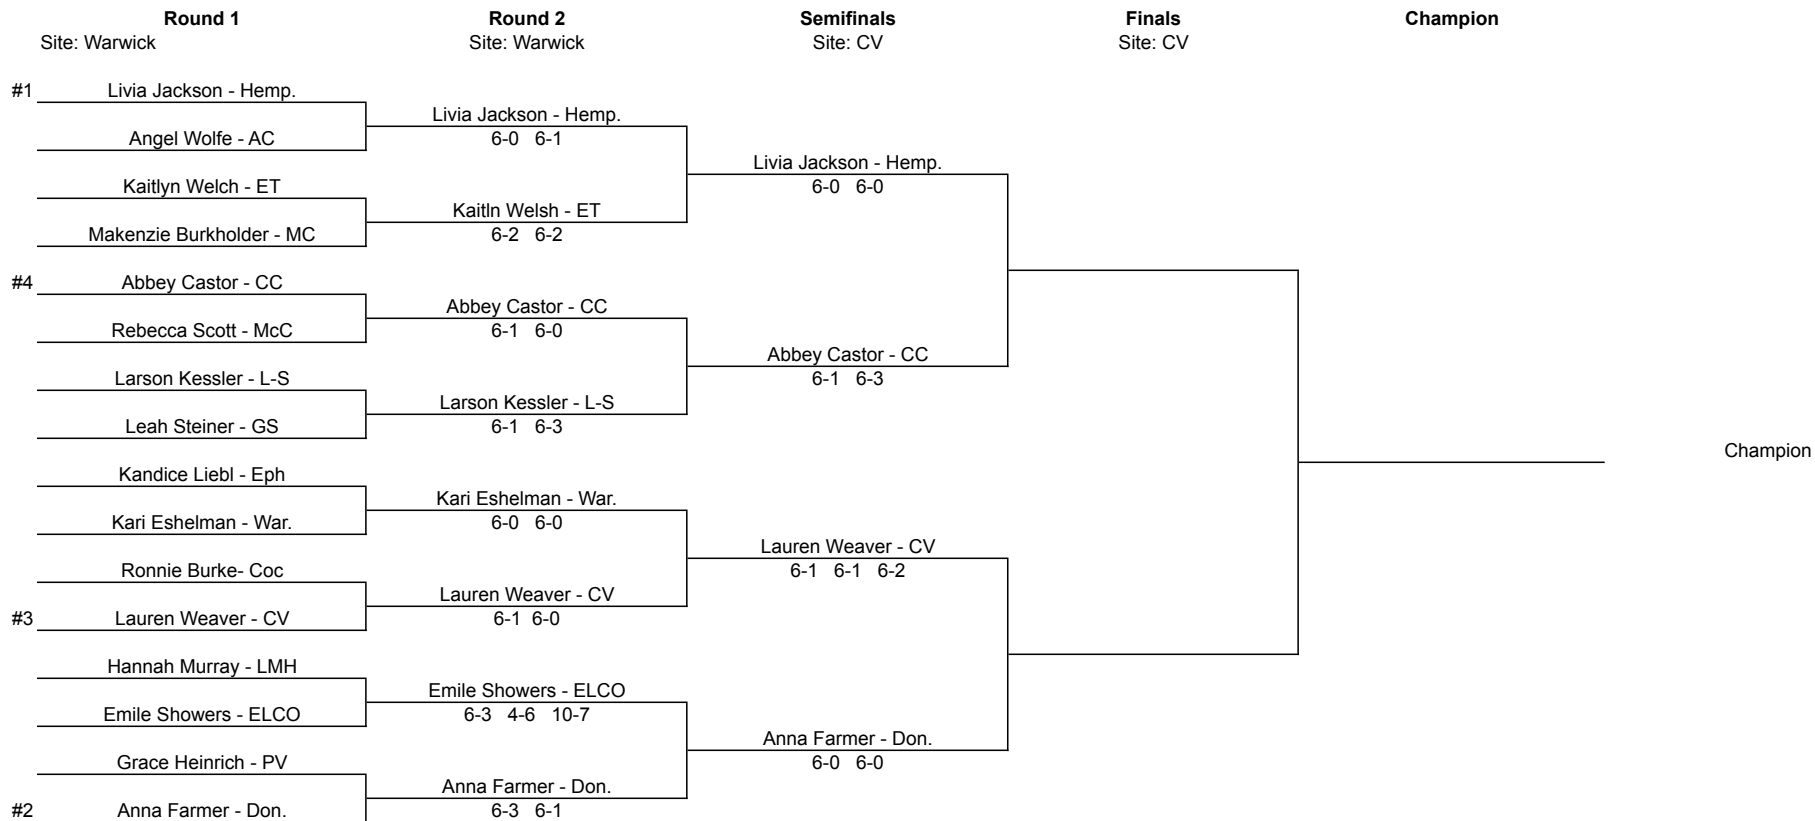 Round 1 Round 2 Semifinals Finals Champion
Site: Warwick Site: Warwick Site: CV Site: CV
#1 Livia Jackson - Hemp.
Livia Jackson - Hemp.
Angel Wolfe - AC 6-0 6-1
Livia Jackson - Hemp.
Kaitlyn Welch - ET 6-0 6-0
Kaitln Welsh - ET
Makenzie Burkholder - MC 6-2 6-2
#4 Abbey Castor - CC
Abbey Castor - CC
Rebecca Scott - McC 6-1 6-0
Abbey Castor - CC
Larson Kessler - L-S 6-1 6-3
Larson Kessler - L-S
Leah Steiner - GS 6-1 6-3
Champion
Kandice Liebl - Eph
Kari Eshelman - War.
Kari Eshelman - War. 6-0 6-0
Lauren Weaver - CV
Ronnie Burke- Coc 6-1 6-1 6-2
Lauren Weaver - CV
#3 Lauren Weaver - CV 6-1 6-0
Hannah Murray - LMH
Emile Showers - ELCO
Emile Showers - ELCO 6-3 4-6 10-7
Anna Farmer - Don.
Grace Heinrich - PV 6-0 6-0
Anna Farmer - Don.
#2 Anna Farmer - Don. 6-3 6-1